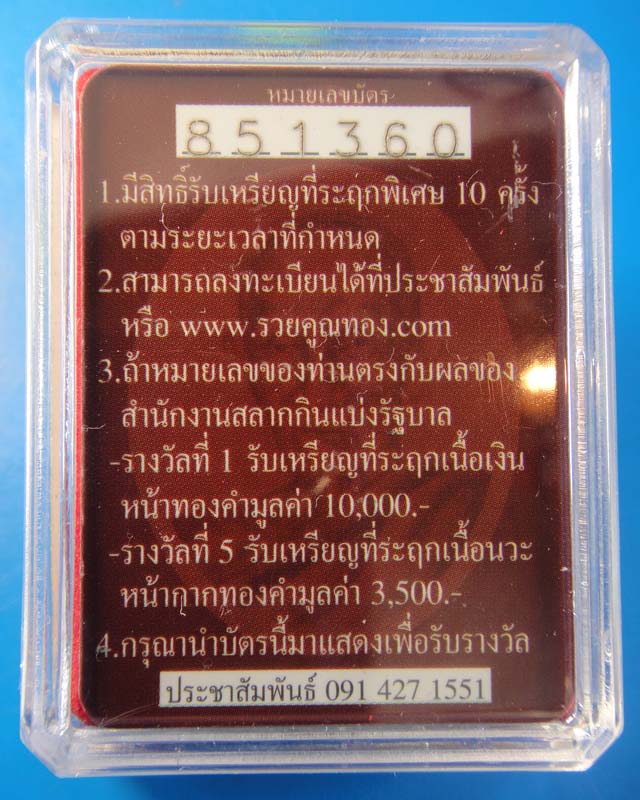 หมายเลขบัตร
851360
1.มีสิทธิ์รับเหรียญที่ระฤกพิเศษ 10 ครั้ง
ตามระยะเวลาที่กำหนด
2.สามารถลงทะเบียนได้ที่ประชาสัมพันธ์
หรือ www.รวยคูณทอง.com
3.ถ้าหมายเลขของท่านตรงกับผลของ
สำนักงานสลากกินแบ่งรัฐบาล
-รางวัลที่ 1 รับเหรียญที่ระฤกเนื้อเงิน
หน้าทองคำมูลค่า 10,000.-
-รางวัลที่ 5 รับเหรียญที่ระฤกเนื้อนวะ
หน้ากากทองคำมูลค่า 3,500.-
4.กรุณานำบัตรนี้มาแสดงเพื่อรับรางวัล
ประชาสัมพันธ์ 091 427 1551